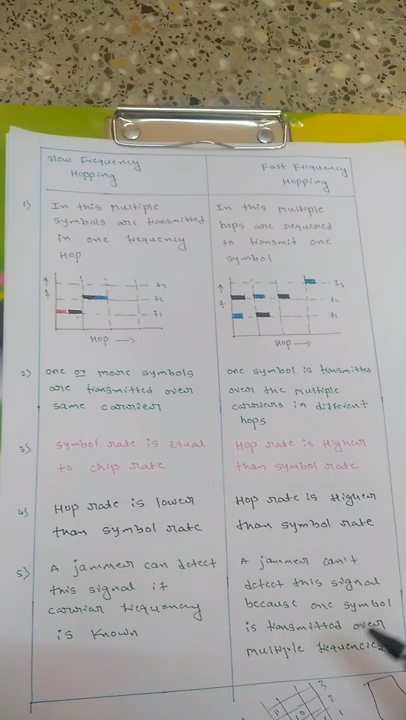 Slow Frequency Hopping
Fast Frequency Hopping
1)
In this Multiple
symbols are transmitted
in one frequency
Hop
In this multiple
hops are required
to transmit one
symbol
f
f3
f2
f1
Hop
f
f3
f2
f1
Hop
2)
one or more symbols
are transmitted over
same carrier
one symbol is transmitted
over the multiple
carriers in different
hops
3)
Symbol rate is Equal
to chip rate
Hop rate is Higher
than symbol rate
4)
Hop rate is lower
than symbol rate
Hop rate is Higher
than symbol rate
5)
A jammer can detect
this signal if
carrier frequency
is known
A jammer can't
detect this signal
because one symbol
is transmitted over
multiple frequencies